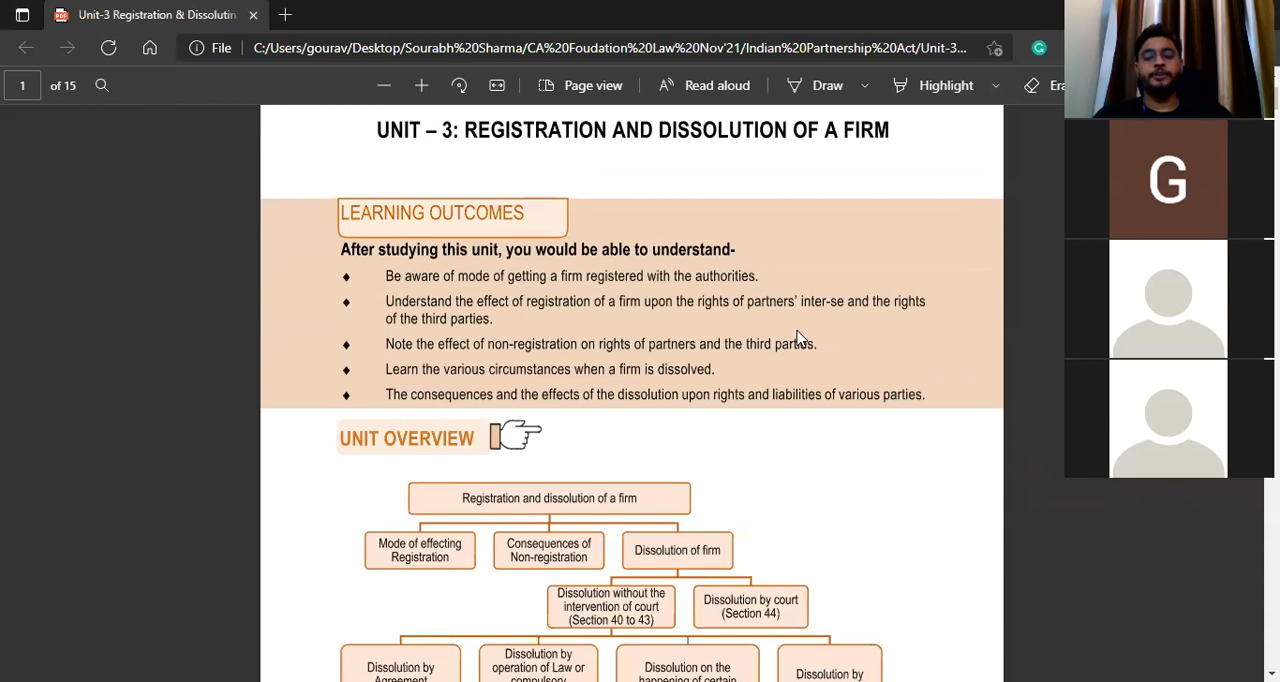 Unit-3 Registration & Dissolutin
File
C:/Users/gourav/Desktop/Sourabh%20Sharma/CA%20Foudation%20Law%20Nov'21/Indian%20Partnership%20Act/Unit-3...
1 of 15
Page view
Read aloud
Draw
Highlight
Era
G
UNIT – 3: REGISTRATION AND DISSOLUTION OF A FIRM
LEARNING OUTCOMES
After studying this unit, you would be able to understand-
♦ Be aware of mode of getting a firm registered with the authorities.
♦ Understand the effect of registration of a firm upon the rights of partners' inter-se and the rights
of the third parties.
♦ Note the effect of non-registration on rights of partners and the third parties.
♦ Learn the various circumstances when a firm is dissolved.
♦ The consequences and the effects of the dissolution upon rights and liabilities of various parties.
UNIT OVERVIEW
Registration and dissolution of a firm
Mode of effecting
Registration
Consequences of
Non-registration
Dissolution of firm
Dissolution without the
intervention of court
(Section 40 to 43)
Dissolution by court
(Section 44)
Dissolution by
Agreement
Dissolution by
operation of Law or
compulsory
Dissolution on the
happening of certain
Dissolution by